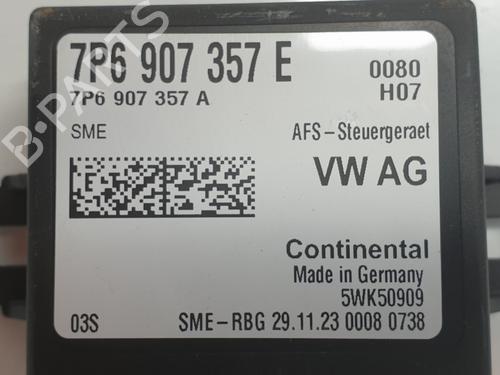 7P6 907 357 E
0080
7P6 907 357 A
H07
SME
AFS-Steuergeraet
VW AG
Continental
Made in Germany
5WK50909
03S
SME-RBG 29.11.23 0008 0738
B-PARTS